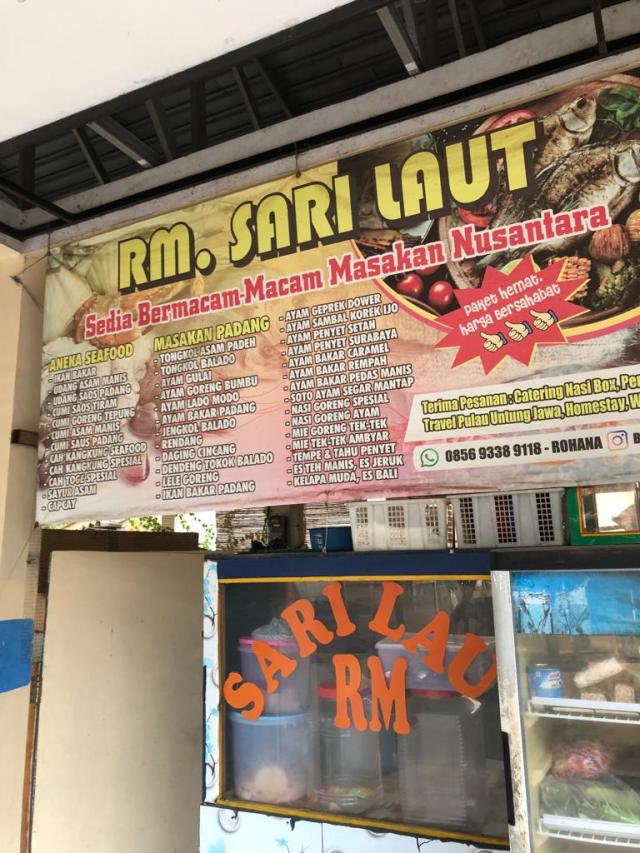 RM. SARI LAUT
Sedia Bermacam-Macam Masakan Nusantara
paket hemat.
harga bersahabat
ANEKA SEAFOOD
- IKAN BAKAR
- UDANG ASAM MANIS
- UDANG SAOS PADANG
- CUMI SAOS TIRAM
- CUMI GORENG TEPUNG
- CUMI ASAM MANIS
- CUMI SAUS PADANG
- CAH KANGKUNG SEAFOOD
- CAH KANGKUNG SPESIAL
- CAH TOGE SPESIAL
- SAYUR ASAM
- CAPCAY
MASAKAN PADANG
- TONGKOL ASAM PADEH
- TONGKOL BALADO
- AYAM GULAI
- AYAM GORENG BUMBU
- AYAM LADO MODO
- AYAM BAKAR PADANG
- JENGKOL BALADO
- RENDANG
- DAGING CINCANG
- DENDENG TOKOK BALADO
- LELE GORENG
- IKAN BAKAR PADANG
- AYAM GEPREK DOWER
- AYAM SAMBAL KOREK IJO
- AYAM PENYET SETAN
- AYAM PENYET SURABAYA
- AYAM BAKAR CARAMEL
- AYAM BAKAR REMPAH
- AYAM BAKAR PEDAS MANIS
- SOTO AYAM SEGAR MANTAP
- NASI GORENG SPESIAL
- NASI GORENG AYAM
- MIE GORENG TEK-TEK
- MIE TEK-TEK AMBYAR
- TEMPE & TAHU PENYET
- ES TEH MANIS, ES JERUK
- KELAPA MUDA, ES BALI
Terima Pesanan : Catering Nasi Box, Pe
Travel Pulau Untung Jawa, Homestay, W
0856 9338 9118 - ROHANA
B
SARI LAU
RM